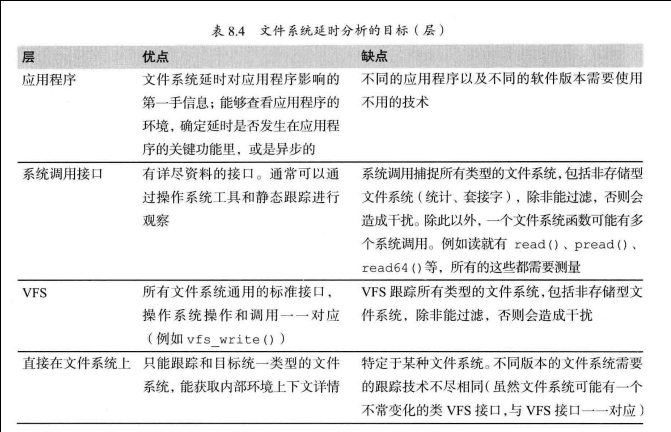 表 8.4 文件系统延时分析的目标（层）
层 优点 缺点
应用程序 文件系统延时对应用程序影响的 不同的应用程序以及不同的软件版本需要使用
第一手信息；能够查看应用程序的 不用的技术
环境，确定延时是否发生在应用程
序的关键功能里，或是异步的
系统调用接口 有详尽资料的接口。通常可以通 系统调用捕捉所有类型的文件系统，包括非存储型
过操作系统工具和静态跟踪进行 文件系统（统计、套接字），除非能过滤，否则会
观察 造成干扰。除此以外，一个文件系统函数可能有多
个系统调用。例如读就有 read()、pread()、
read64()等，所有的这些都需要测量
VFS 所有文件系统通用的标准接口， VFS 跟踪所有类型的文件系统，包括非存储型文
操作系统操作和调用一一对应 件系统，除非能过滤，否则会造成干扰
（例如 vfs_write()）
直接在文件系统上 只能跟踪和目标统一类型的文件 特定于某种文件系统。不同版本的文件系统需要
系统，能获取内部环境上下文详情 的跟踪技术不尽相同（虽然文件系统可能有一个
不常变化的类 VFS 接口，与 VFS 接口一一对应）